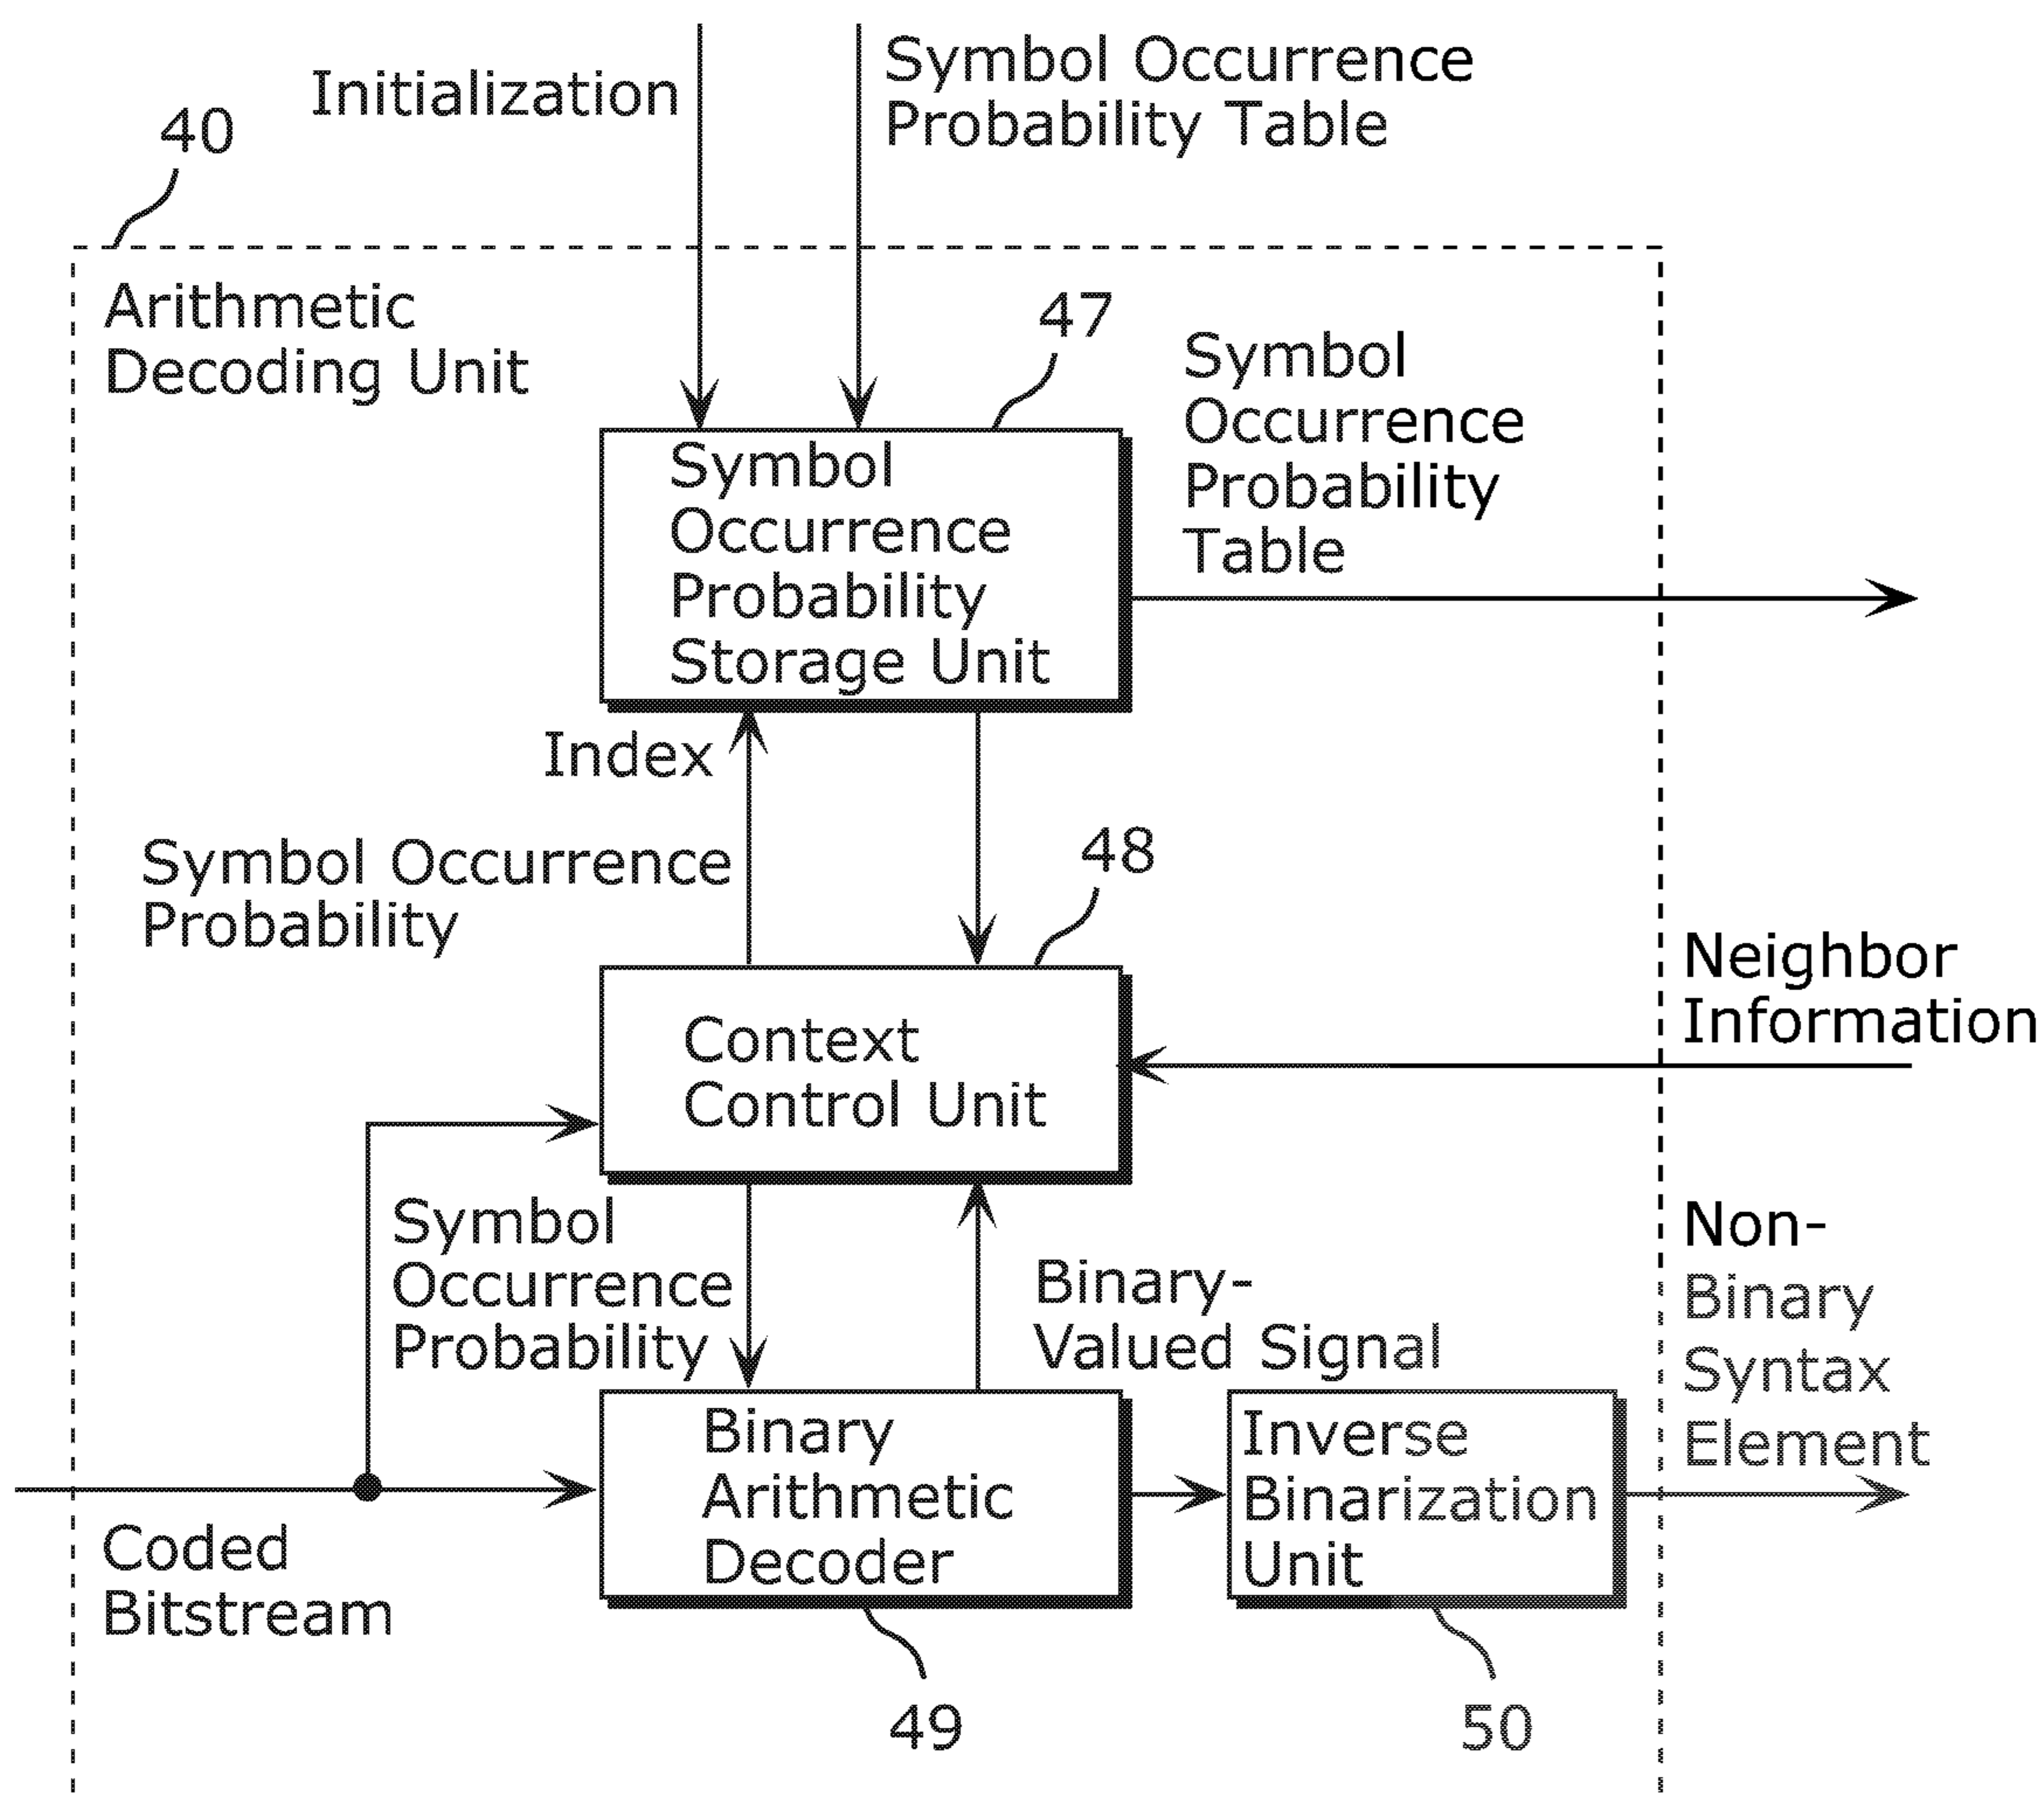 Initialization
Symbol Occurrence
Probability Table
40
Arithmetic
Decoding Unit
47
Symbol
Occurrence
Probability
Storage Unit
Symbol
Occurrence
Probability
Table
Index
Symbol Occurrence
Probability
48
Context
Control Unit
Neighbor
Information
Symbol
Occurrence
Probability
Binary-
Valued Signal
Non-
Binary
Syntax
Element
Coded
Bitstream
Binary
Arithmetic
Decoder
Inverse
Binarization
Unit
49
50